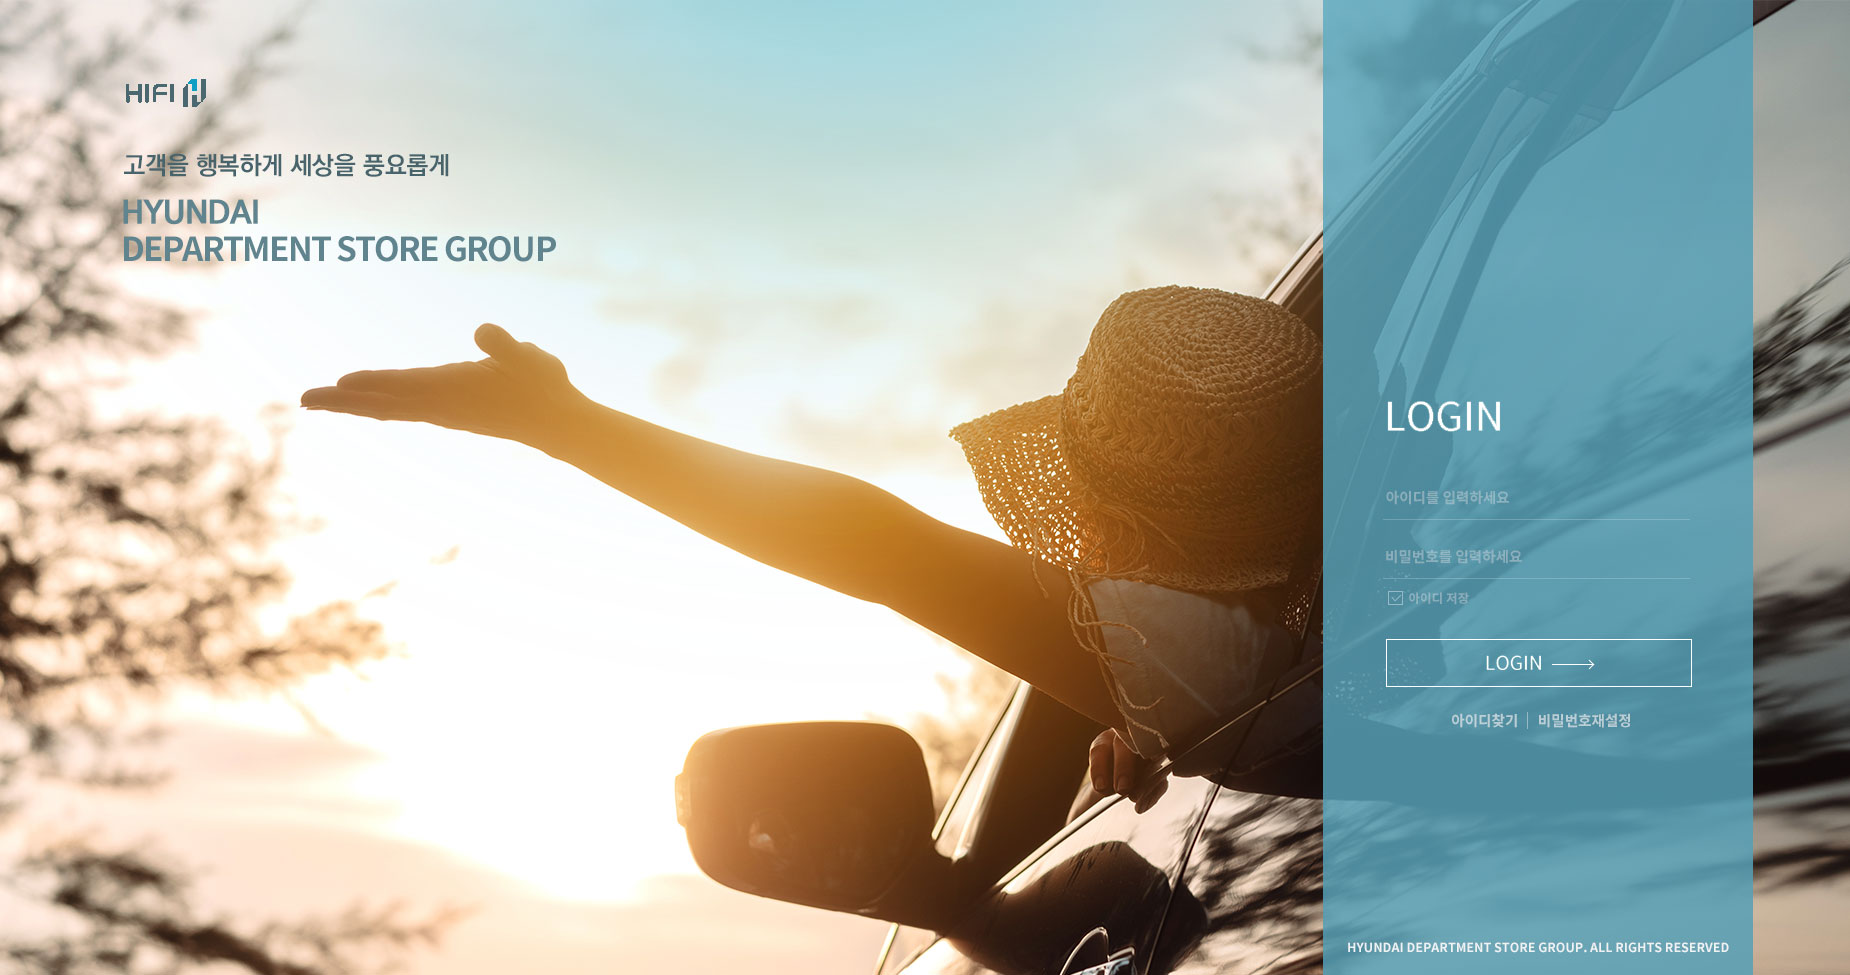 HIFI
고객을 행복하게 세상을 풍요롭게
HYUNDAI
DEPARTMENT STORE GROUP
LOGIN
아이디를 입력하세요
비밀번호를 입력하세요
아이디 저장
LOGIN
아이디찾기 | 비밀번호재설정
HYUNDAI DEPARTMENT STORE GROUP. ALL RIGHTS RESERVED